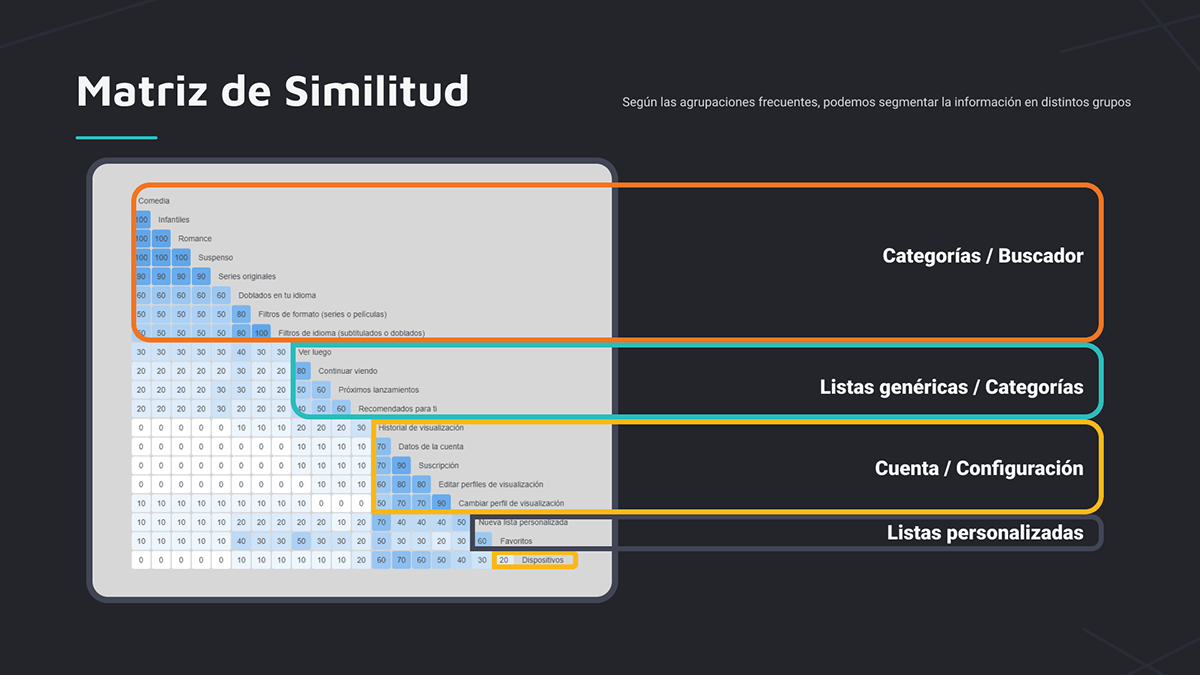 Matriz de Similitud
Según las agrupaciones frecuentes, podemos segmentar la información en distintos grupos
Comedia
100 Infantiles
100 100 Romance
100 100 100 Suspenso
90 90 90 90 Series originales
60 60 60 60 60 Doblados en tu idioma
50 50 50 50 50 80 Filtros de formato (series o películas)
50 50 50 50 50 80 100 Filtros de idioma (subtitulados o doblados)
Categorías / Buscador
30 30 30 30 30 40 30 30 Ver luego
20 20 20 20 30 30 20 20 80 Continuar viendo
20 20 20 20 30 30 20 20 50 60 Próximos lanzamientos
20 20 20 20 30 20 20 20 40 50 60 Recomendados para ti
Listas genéricas / Categorías
0 0 0 0 0 10 10 10 20 20 20 30 Historial de visualización
0 0 0 0 0 0 0 0 10 10 10 10 70 Datos de la cuenta
0 0 0 0 0 0 0 0 10 10 10 10 70 90 Suscripción
0 0 0 0 0 0 0 0 0 10 10 10 60 80 80 Editar perfiles de visualización
10 10 10 10 10 10 10 10 10 0 0 0 50 70 70 90 Cambiar perfil de visualización
Cuenta / Configuración
10 10 10 10 10 20 20 20 20 20 10 20 70 40 40 40 50 Nueva lista personalizada
10 10 10 10 10 40 30 30 50 30 30 20 50 30 30 20 30 60 Favoritos
Listas personalizadas
0 0 0 0 0 10 10 10 10 10 10 20 60 70 60 50 40 30 20 Dispositivos